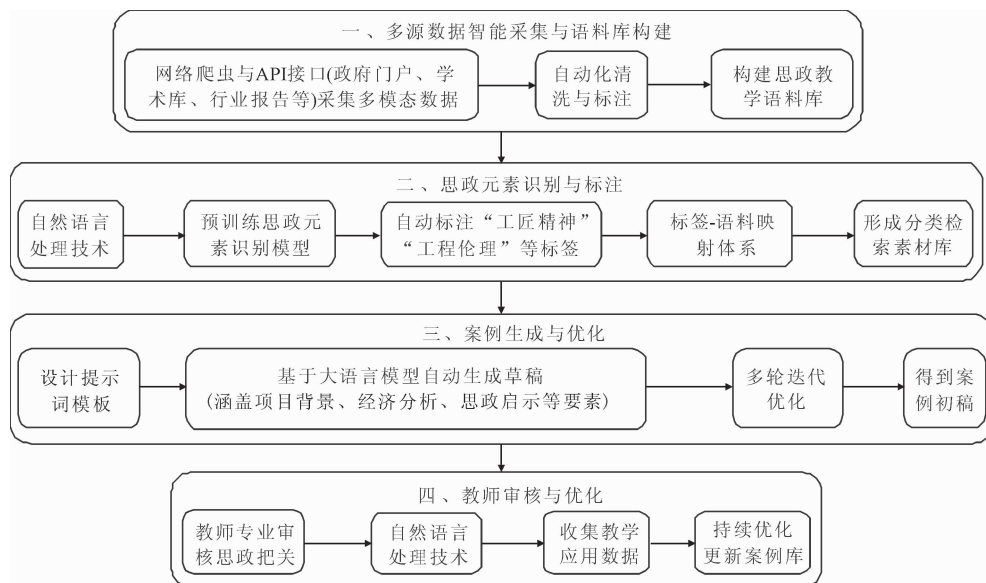 一、多源数据智能采集与语料库构建
网络爬虫与API接口(政府门户、学
术库、行业报告等)采集多模态数据
自动化清
洗与标注
构建思政教
学语料库
二、思政元素识别与标注
自然语言
处理技术
预训练思政元
素识别模型
自动标注“工匠精神”
“工程伦理”等标签
标签-语料映
射体系
形成分类检
索素材库
三、案例生成与优化
设计提示
词模板
基于大语言模型自动生成草稿
(涵盖项目背景、经济分析、思政启示等要素)
多轮迭代
优化
得到案
例初稿
四、教师审核与优化
教师专业审
核思政把关
自然语言
处理技术
收集教学
应用数据
持续优化
更新案例库